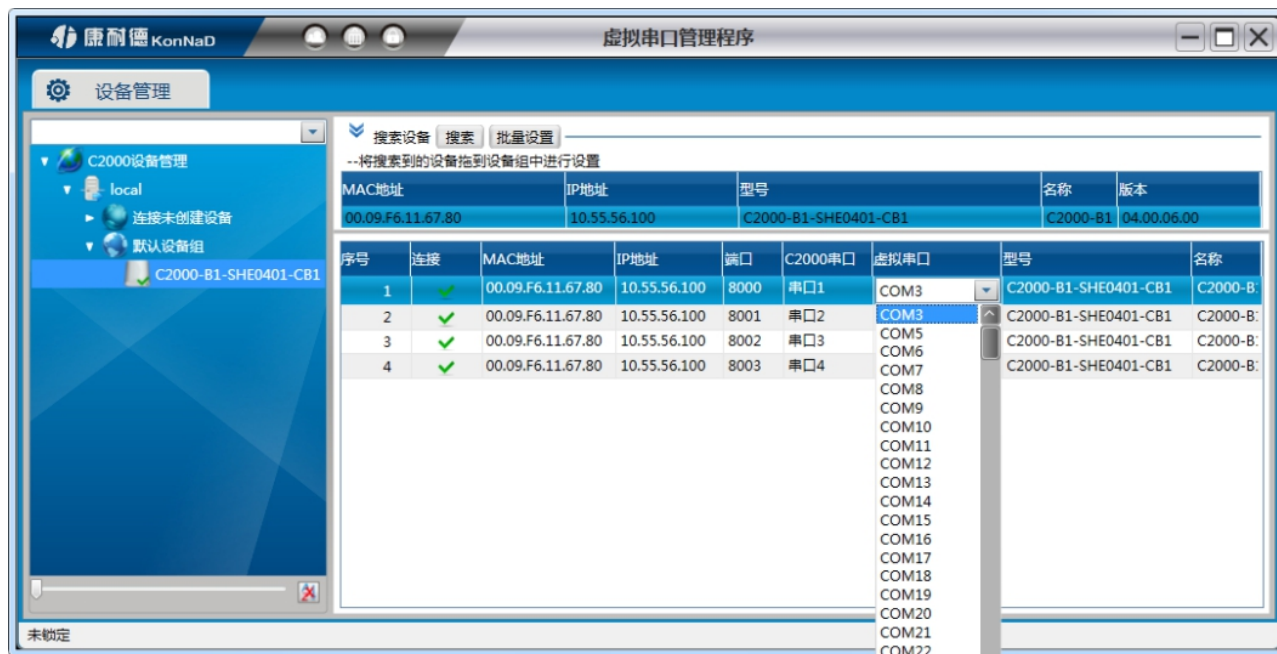 康耐德 KonNaD
虚拟串口管理程序
设备管理
搜索设备 搜索 批量设置
--将搜索到的设备拖到设备组中进行设置
C2000设备管理
local
连接未创建设备
默认设备组
C2000-B1-SHE0401-CB1
MAC地址 IP地址 型号 名称 版本
00.09.F6.11.67.80 10.55.56.100 C2000-B1-SHE0401-CB1 C2000-B1 04.00.06.00
序号 连接 MAC地址 IP地址 端口 C2000串口 虚拟串口 型号 名称
1 00.09.F6.11.67.80 10.55.56.100 8000 串口1 COM3 C2000-B1-SHE0401-CB1 C2000-B
2 00.09.F6.11.67.80 10.55.56.100 8001 串口2 COM3 C2000-B1-SHE0401-CB1 C2000-B
COM5
3 00.09.F6.11.67.80 10.55.56.100 8002 串口3 COM6 C2000-B1-SHE0401-CB1 C2000-B
4 00.09.F6.11.67.80 10.55.56.100 8003 串口4 COM7 C2000-B1-SHE0401-CB1 C2000-B
COM8
COM9
COM10
COM11
COM12
COM13
COM14
COM15
COM16
COM17
COM18
COM19
COM20
COM21
COM22
未锁定